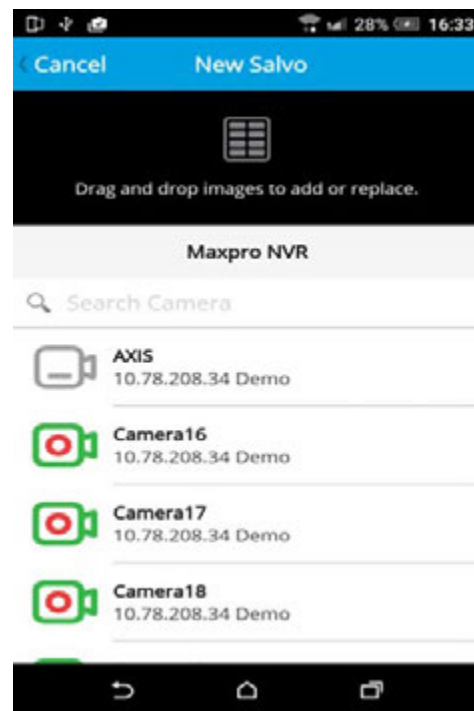 28% 16:33
Cancel New Salvo
Drag and drop images to add or replace.
Maxpro NVR
Search Camera
AXIS
10.78.208.34 Demo
Camera16
10.78.208.34 Demo
Camera17
10.78.208.34 Demo
Camera18
10.78.208.34 Demo